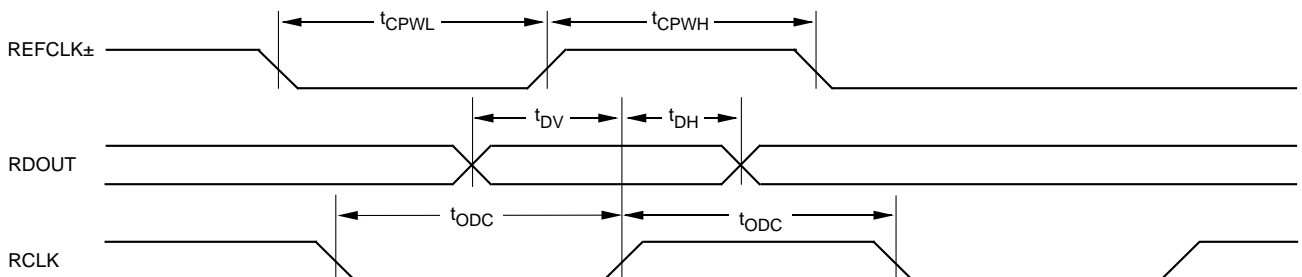 tCPWL tCPWH
REFCLK±
tDV tDH
RDOUT
tODC tODC
RCLK